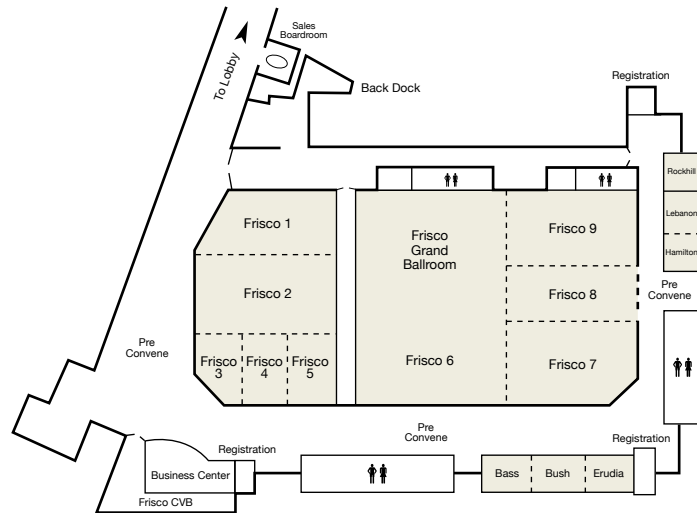 Sales
Boardroom
To Lobby
Back Dock
Registration
Rockhill
Lebanon
Hamilton
Frisco 1
Frisco
Grand
Ballroom
Frisco 9
Frisco 2
Frisco 8
Pre
Convene
Pre
Convene
Frisco
3
Frisco
4
Frisco
5
Frisco 6
Frisco 7
Pre
Convene
Registration
Registration
Business Center
Bass
Bush
Erudia
Frisco CVB